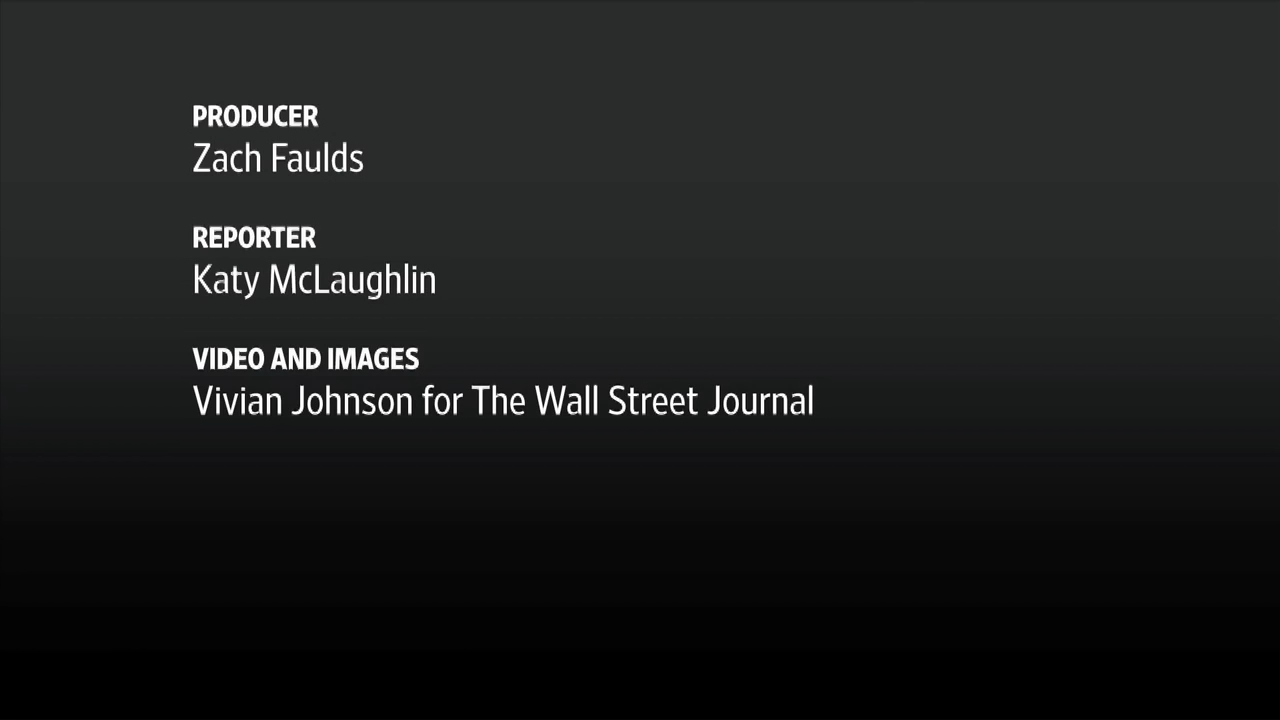 PRODUCER
Zach Faulds
REPORTER
Katy McLaughlin
VIDEO AND IMAGES
Vivian Johnson for The Wall Street Journal